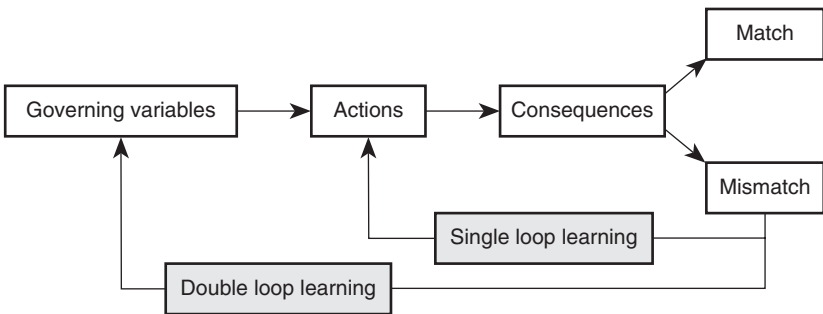 Match
Governing variables
Actions
Consequences
Mismatch
Single loop learning
Double loop learning